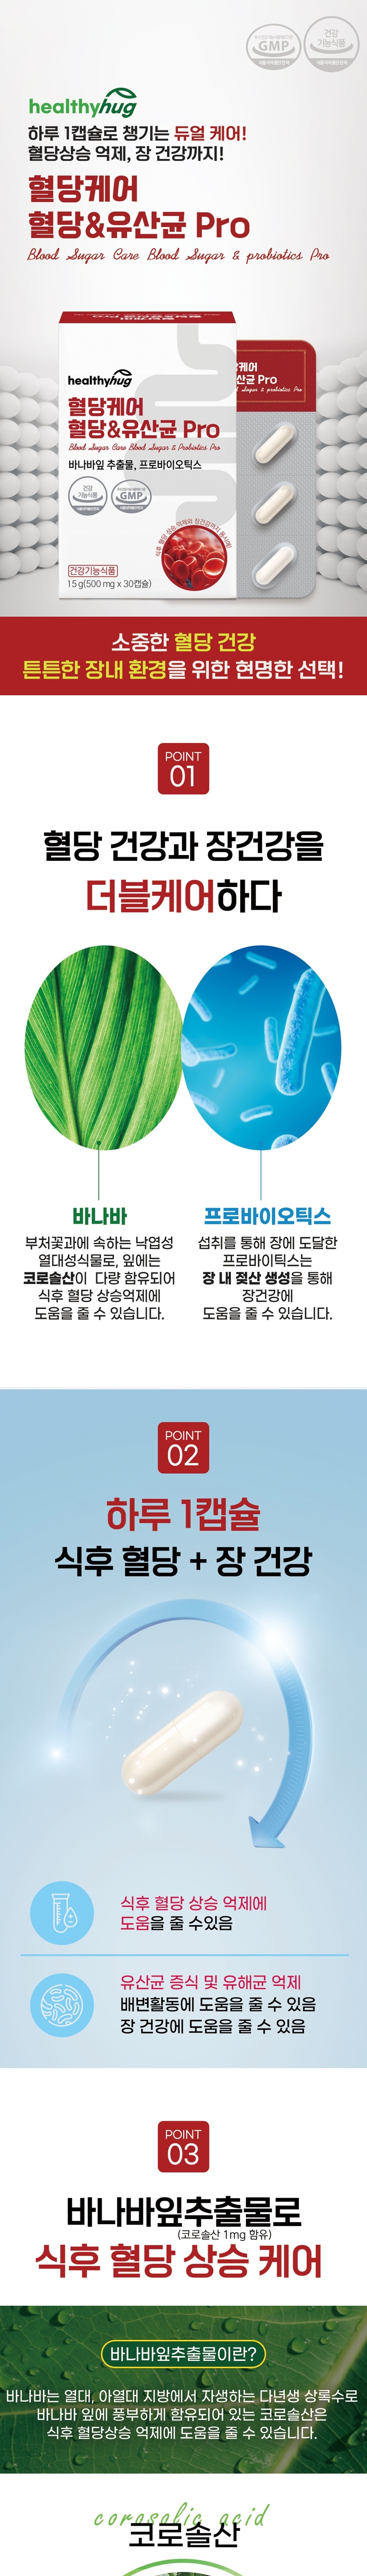 GMP
건강
기능식품
healthyhug
하루 1캡슐로 챙기는 듀얼 케어!
혈당상승 억제, 장 건강까지!
혈당케어
혈당&유산균 Pro
Blood Sugar Care Blood Sugar & probiotics Pro
healthyhug
혈당케어
혈당&유산균 Pro
Blood Sugar Care Blood Sugar & Probiotics Pro
바나바잎 추출물, 프로바이오틱스
건강
기능식품
GMP
건강기능식품
15 g(500 mg x 30캡슐)
당케어
산균 Pro
Sugar & probiotics Pro
소중한 혈당 건강
튼튼한 장내 환경을 위한 현명한 선택!
POINT
01
혈당 건강과 장건강을
더블케어하다
바나바
부처꽃과에 속하는 낙엽성
열대성식물로, 잎에는
코로솔산이 다량 함유되어
식후 혈당 상승억제에
도움을 줄 수 있습니다.
프로바이오틱스
섭취를 통해 장에 도달한
프로바이틱스는
장 내 젖산 생성을 통해
장건강에
도움을 줄 수 있습니다.
POINT
02
하루 1캡슐
식후 혈당 + 장 건강
식후 혈당 상승 억제에
도움을 줄 수있음
유산균 증식 및 유해균 억제
배변활동에 도움을 줄 수 있음
장 건강에 도움을 줄 수 있음
POINT
03
바나바잎추출물로
(코로솔산 1mg 함유)
식후 혈당 상승 케어
바나바잎추출물이란?
바나바는 열대, 아열대 지방에서 자생하는 다년생 상록수로
바나바 잎에 풍부하게 함유되어 있는 코로솔산은
식후 혈당상승 억제에 도움을 줄 수 있습니다.
corosolic acid
코로솔산